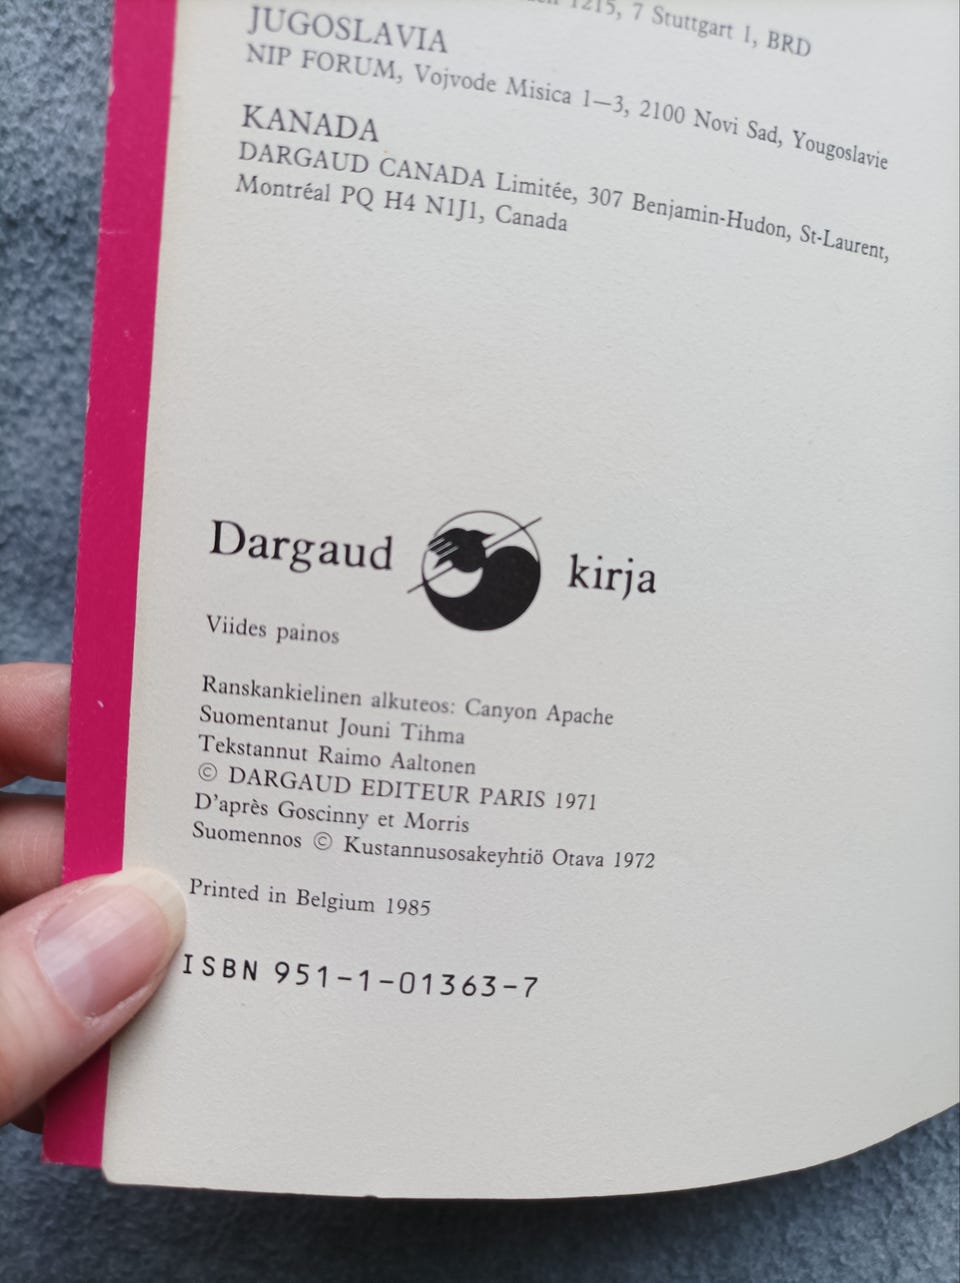 1215, 7 Stuttgart 1, BRD
JUGOSLAVIA
NIP FORUM, Vojvode Misica 1—3, 2100 Novi Sad, Yougoslavie
KANADA
DARGAUD CANADA Limitée, 307 Benjamin-Hudon, St-Laurent,
Montréal PQ H4 N1J1, Canada
Dargaud kirja
Viides painos
Ranskankielinen alkuteos: Canyon Apache
Suomentanut Jouni Tihma
Tekstannut Raimo Aaltonen
© DARGAUD EDITEUR PARIS 1971
D'après Goscinny et Morris
Suomennos © Kustannusosakeyhtiö Otava 1972
Printed in Belgium 1985
ISBN 951-1-01363-7